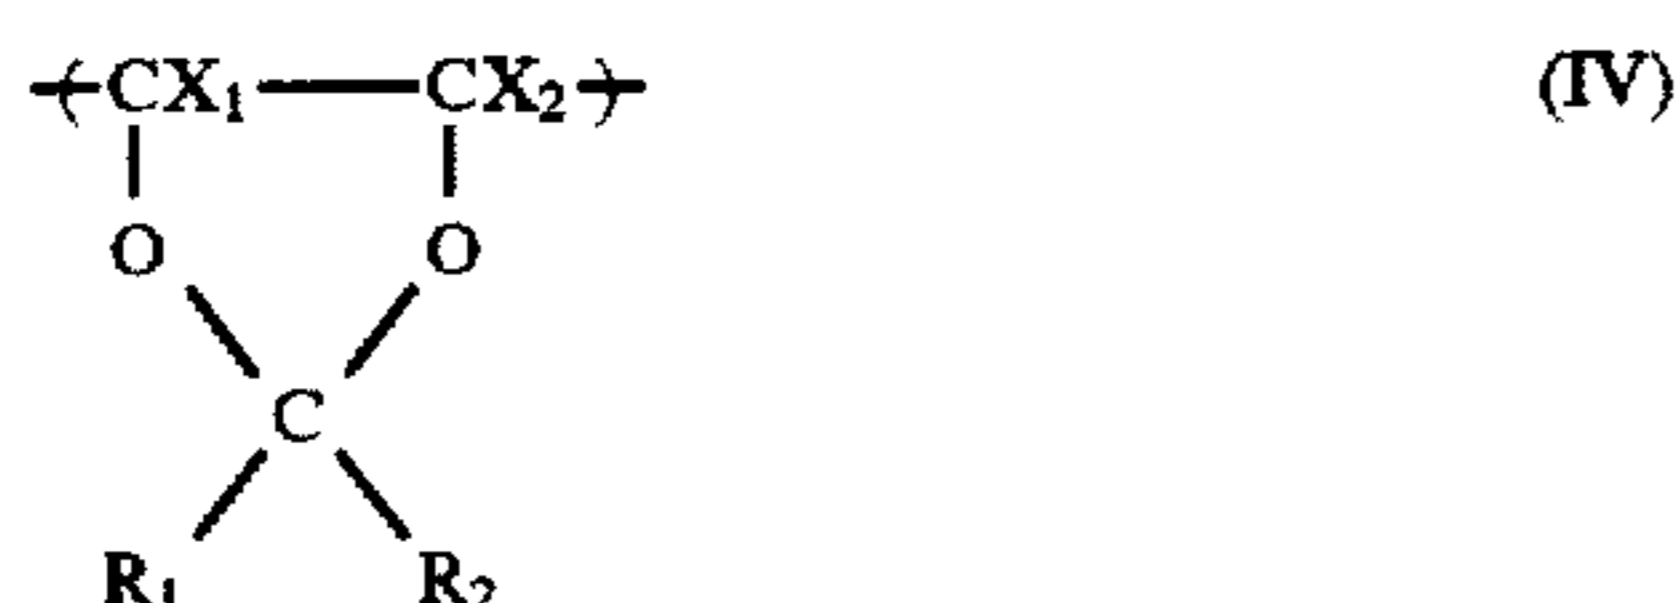 -(CX₁—CX₂)- (IV)
O O
C
R₁ R₂